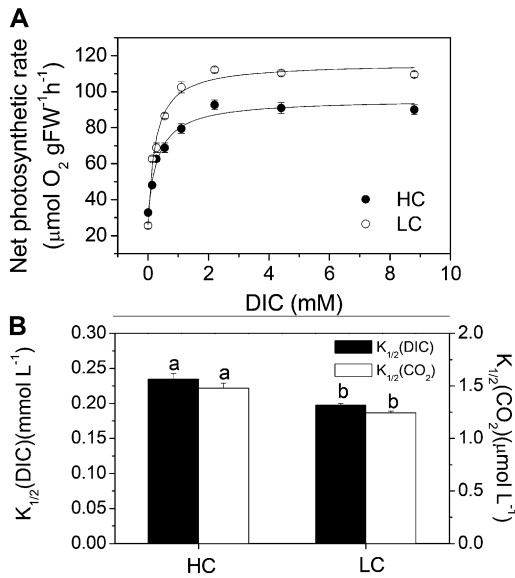 A
Net photosynthetic rate
(μmol O₂ gFW⁻¹h⁻¹)
120
100
80
60
40
20
HC
LC
0 2 4 6 8 10
DIC (mM)
B
K₁/₂(DIC)(mmol L⁻¹)
0.30
0.25
0.20
0.15
0.10
0.05
0.00
a a
b b
K₁/₂(DIC)
K₁/₂(CO₂)
2.0
1.5
1.0
0.5
0.0
K₁/₂(CO₂)(μmol L⁻¹)
HC LC